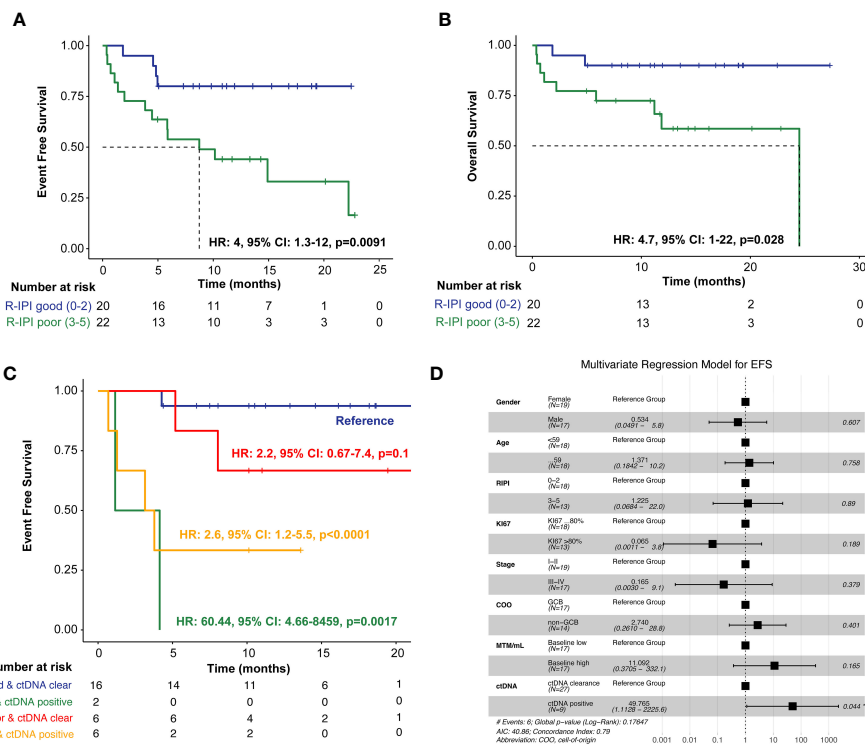 A
1.00
0.75
0.50
0.25
0.00
Event Free Survival
HR: 4, 95% CI: 1.3-12, p=0.0091
0 5 10 15 20 25
Number at risk
Time (months)
R-IPI good (0-2) 20 16 11 7 1 0
R-IPI poor (3-5) 22 13 10 3 3 0
B
1.00
0.75
0.50
0.25
0.00
Overall Survival
HR: 4.7, 95% CI: 1-22, p=0.028
0 10 20 30
Time (months)
Number at risk
R-IPI good (0-2) 20 13 2 0
R-IPI poor (3-5) 22 13 3 0
C
1.00
0.75
0.50
0.25
0.00
Event Free Survival
Reference
HR: 2.2, 95% CI: 0.67-7.4, p=0.1
HR: 2.6, 95% CI: 1.2-5.5, p<0.0001
HR: 60.44, 95% CI: 4.66-8459, p=0.0017
0 5 10 15 20
umber at risk
Time (months)
d & ctDNA clear 16 14 11 6 1
& ctDNA positive 2 0 0 0 0
r & ctDNA clear 6 6 4 2 1
& ctDNA positive 6 2 2 0 0
D
Multivariate Regression Model for EFS
Gender Female Reference Group
(N=19)
Male 0.534 0.607
(N=17) (0.0491 – 5.8)
Age <59 Reference Group
(N=18)
...59 1.371 0.758
(N=18) (0.1842 – 10.2)
RIPI 0–2 Reference Group
(N=18)
3–5 1.225 0.89
(N=13) (0.0684 – 22.0)
KI67 KI67 ...80% Reference Group
(N=18)
KI67 >80% 0.065 0.189
(N=13) (0.0011 – 3.8)
Stage I–II Reference Group
(N=19)
III–IV 0.165 0.379
(N=17) (0.0030 – 9.1)
COO GCB Reference Group
(N=17)
non–GCB 2.740 0.401
(N=14) (0.2610 – 28.8)
MTM/mL Baseline low Reference Group
(N=17)
Baseline high 11.092 0.165
(N=17) (0.3705 – 332.1)
ctDNA ctDNA clearance Reference Group
(N=27)
ctDNA positive 49.765 0.044 *
(N=9) (1.1128 – 2225.6)
# Events: 6; Global p-value (Log–Rank): 0.17647
AIC: 40.86; Concordance Index: 0.79
Abbreviation: COO, cell-of-origin
0.001 0.01 0.1 1 10 100 1000